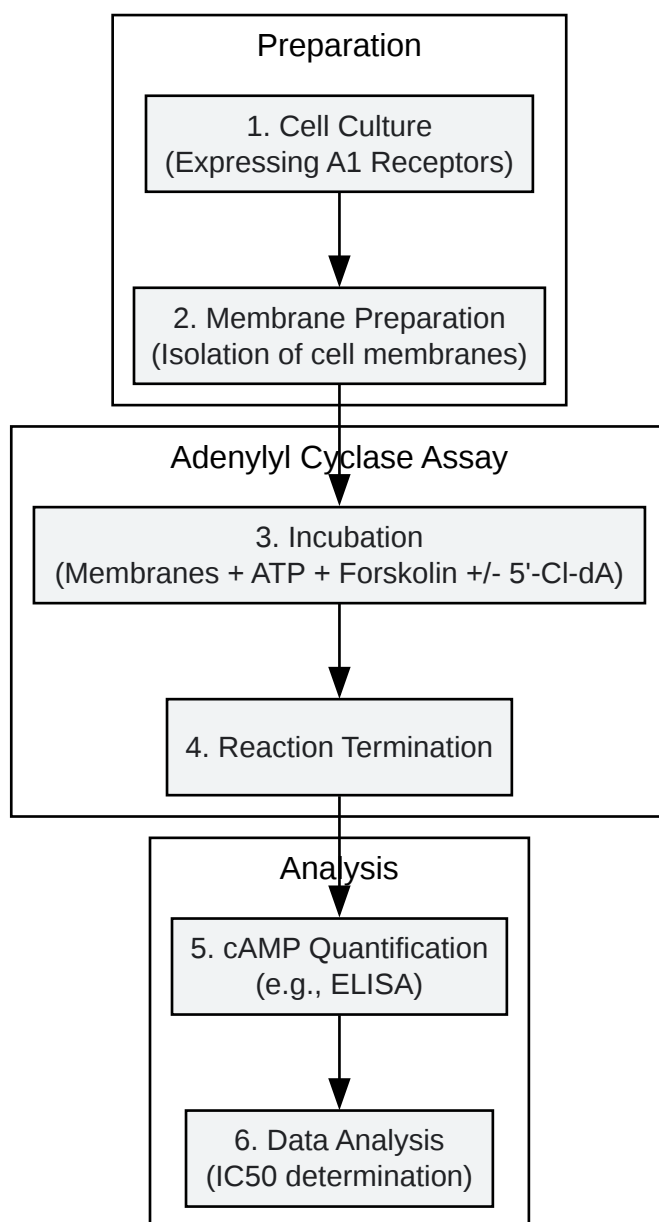 Preparation
1. Cell Culture
(Expressing A1 Receptors)
2. Membrane Preparation
(Isolation of cell membranes)
Adenylyl Cyclase Assay
3. Incubation
(Membranes + ATP + Forskolin +/- 5'-Cl-dA)
4. Reaction Termination
Analysis
5. cAMP Quantification
(e.g., ELISA)
6. Data Analysis
(IC50 determination)